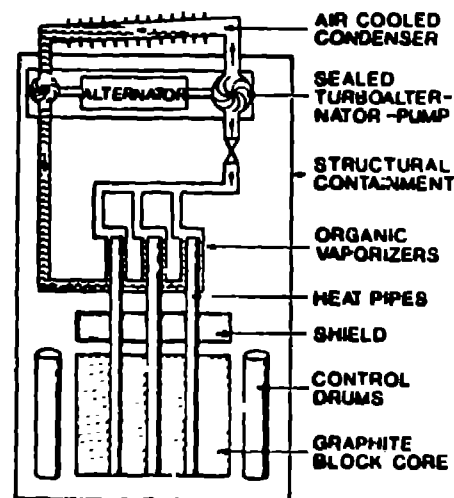 AIR COOLED
CONDENSER
ALTERNATOR
SEALED
TURBOALTER-
NATOR-PUMP
STRUCTURAL
CONTAINMENT
ORGANIC
VAPORIZERS
HEAT PIPES
SHIELD
CONTROL
DRUMS
GRAPHITE
BLOCK CORE